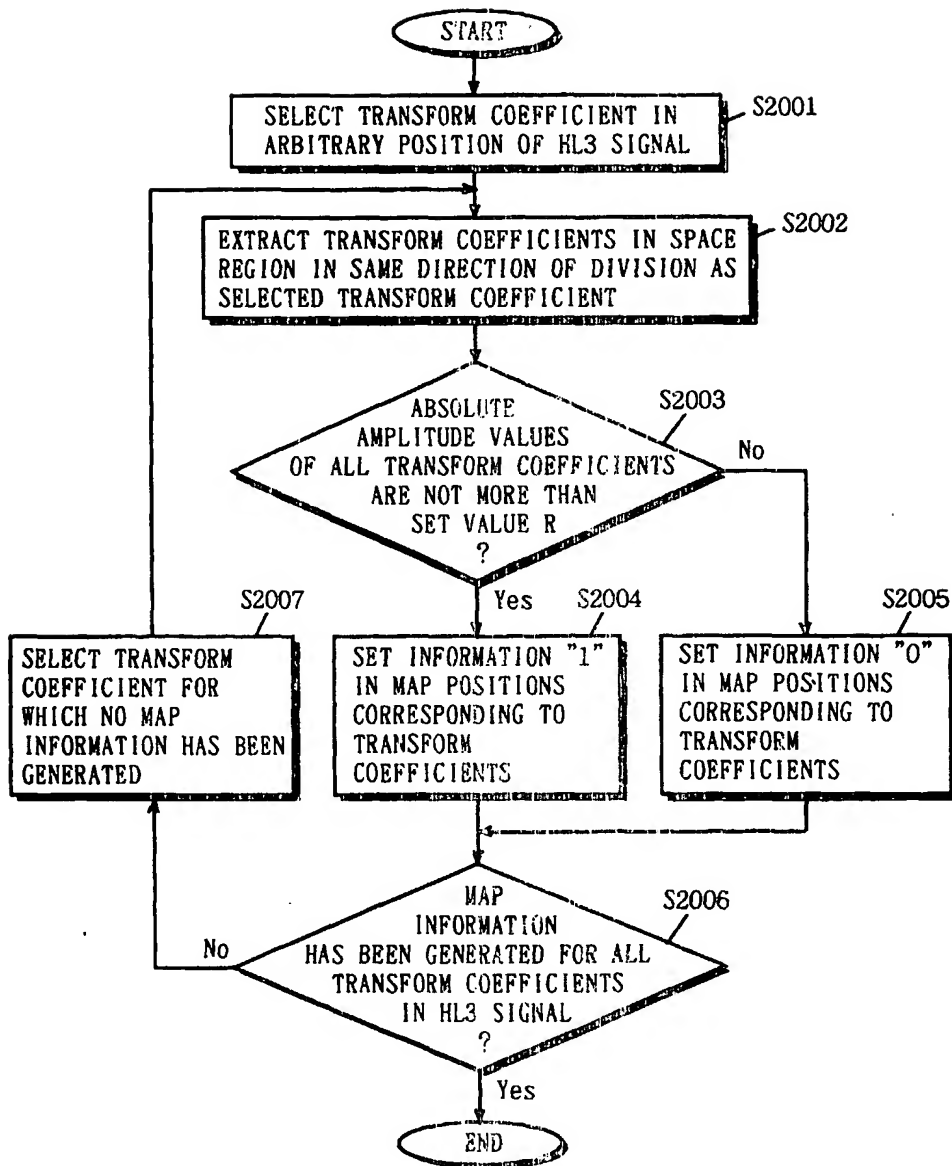 START
SELECT TRANSFORM COEFFICIENT IN
ARBITRARY POSITION OF HL3 SIGNAL
S2001
S2002
EXTRACT TRANSFORM COEFFICIENTS IN SPACE
REGION IN SAME DIRECTION OF DIVISION AS
SELECTED TRANSFORM COEFFICIENT
S2003
ABSOLUTE
AMPLITUDE VALUES
OF ALL TRANSFORM COEFFICIENTS
ARE NOT MORE THAN
SET VALUE R
?
No
Yes
S2007
SELECT TRANSFORM
COEFFICIENT FOR
WHICH NO MAP
INFORMATION HAS BEEN
GENERATED
S2004
SET INFORMATION "1"
IN MAP POSITIONS
CORRESPONDING TO
TRANSFORM
COEFFICIENTS
S2005
SET INFORMATION "0"
IN MAP POSITIONS
CORRESPONDING TO
TRANSFORM
COEFFICIENTS
S2006
MAP
INFORMATION
HAS BEEN GENERATED FOR ALL
TRANSFORM COEFFICIENTS
IN HL3 SIGNAL
?
No
Yes
END